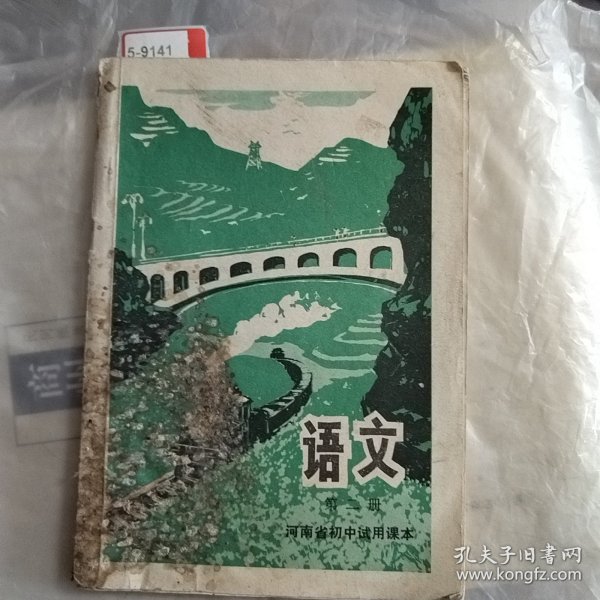 5-9141
语文
第二册
河南省初中试用课本
孔夫子旧书网
www.kongfz.com